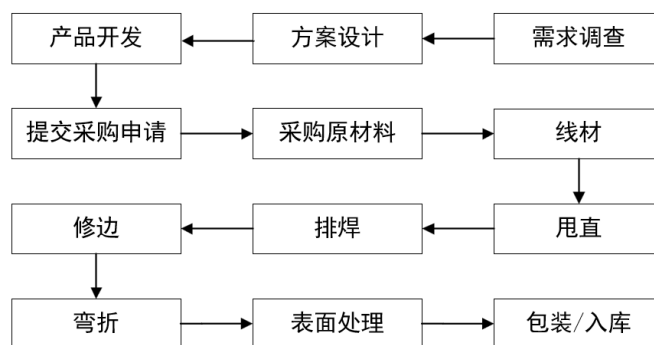 产品开发
方案设计
需求调查
提交采购申请
采购原材料
线材
修边
排焊
甩直
弯折
表面处理
包装/入库